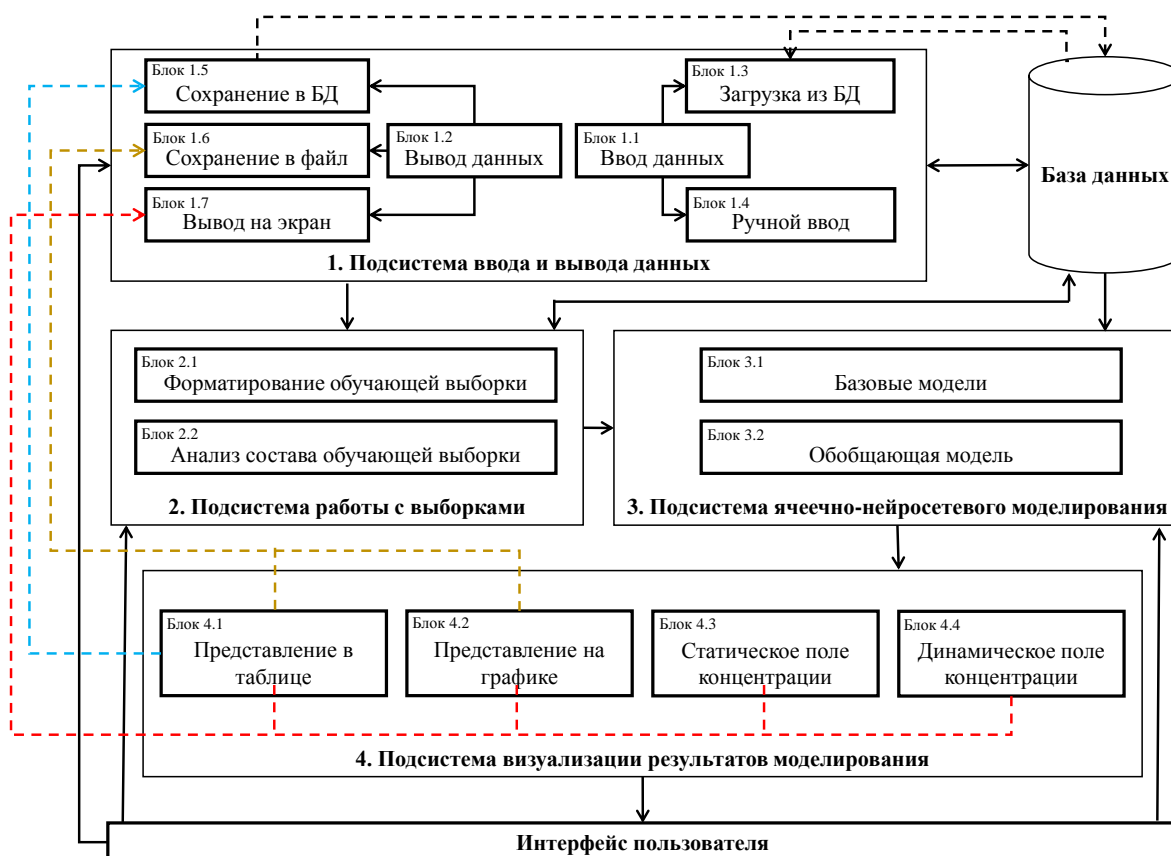 Блок 1.5
Сохранение в БД
Блок 1.3
Загрузка из БД
Блок 1.6
Сохранение в файл
Блок 1.2
Вывод данных
Блок 1.1
Ввод данных
База данных
Блок 1.7
Вывод на экран
Блок 1.4
Ручной ввод
1. Подсистема ввода и вывода данных
Блок 2.1
Форматирование обучающей выборки
Блок 3.1
Базовые модели
Блок 2.2
Анализ состава обучающей выборки
Блок 3.2
Обобщающая модель
2. Подсистема работы с выборками
3. Подсистема ячеечно-нейросетевого моделирования
Блок 4.1
Представление в
таблице
Блок 4.2
Представление на
графике
Блок 4.3
Статическое поле
концентрации
Блок 4.4
Динамическое поле
концентрации
4. Подсистема визуализации результатов моделирования
Интерфейс пользователя